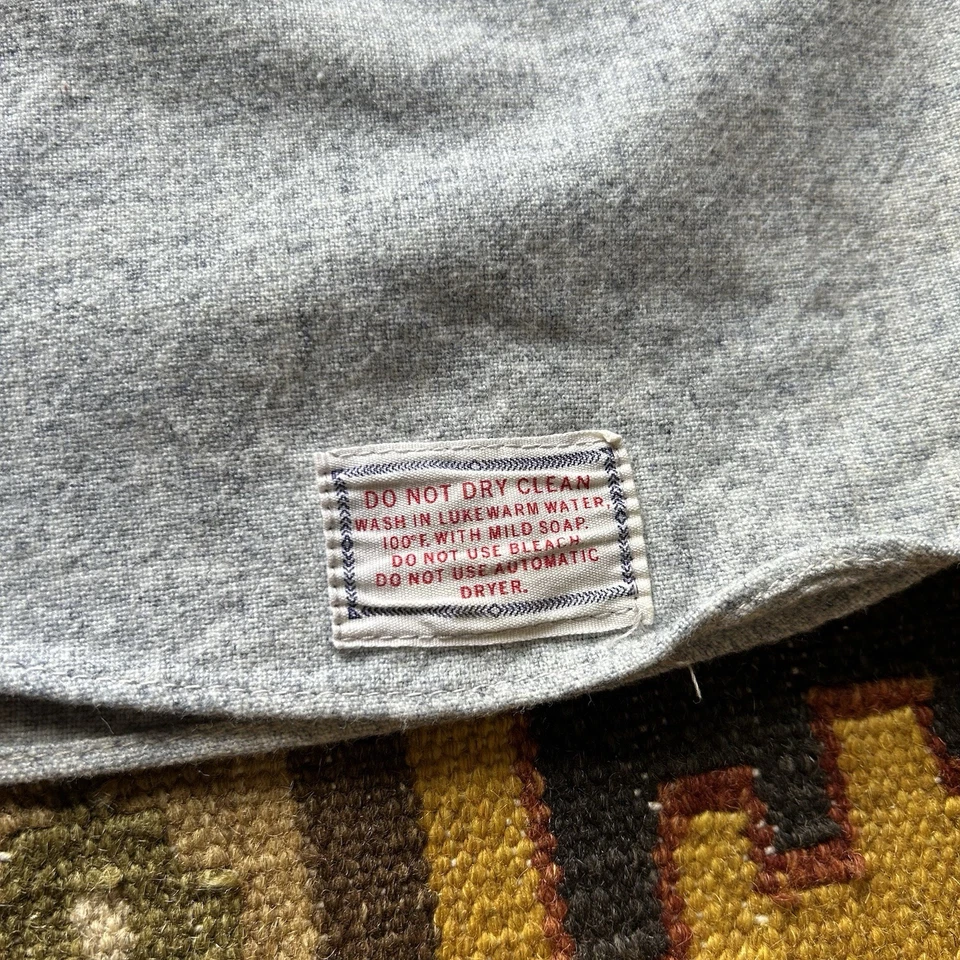 DO NOT DRY CLEAN
WASH IN LUKEWARM WATER,
100°F. WITH MILD SOAP.
DO NOT USE BLEACH
DO NOT USE AUTOMATIC
DRYER.